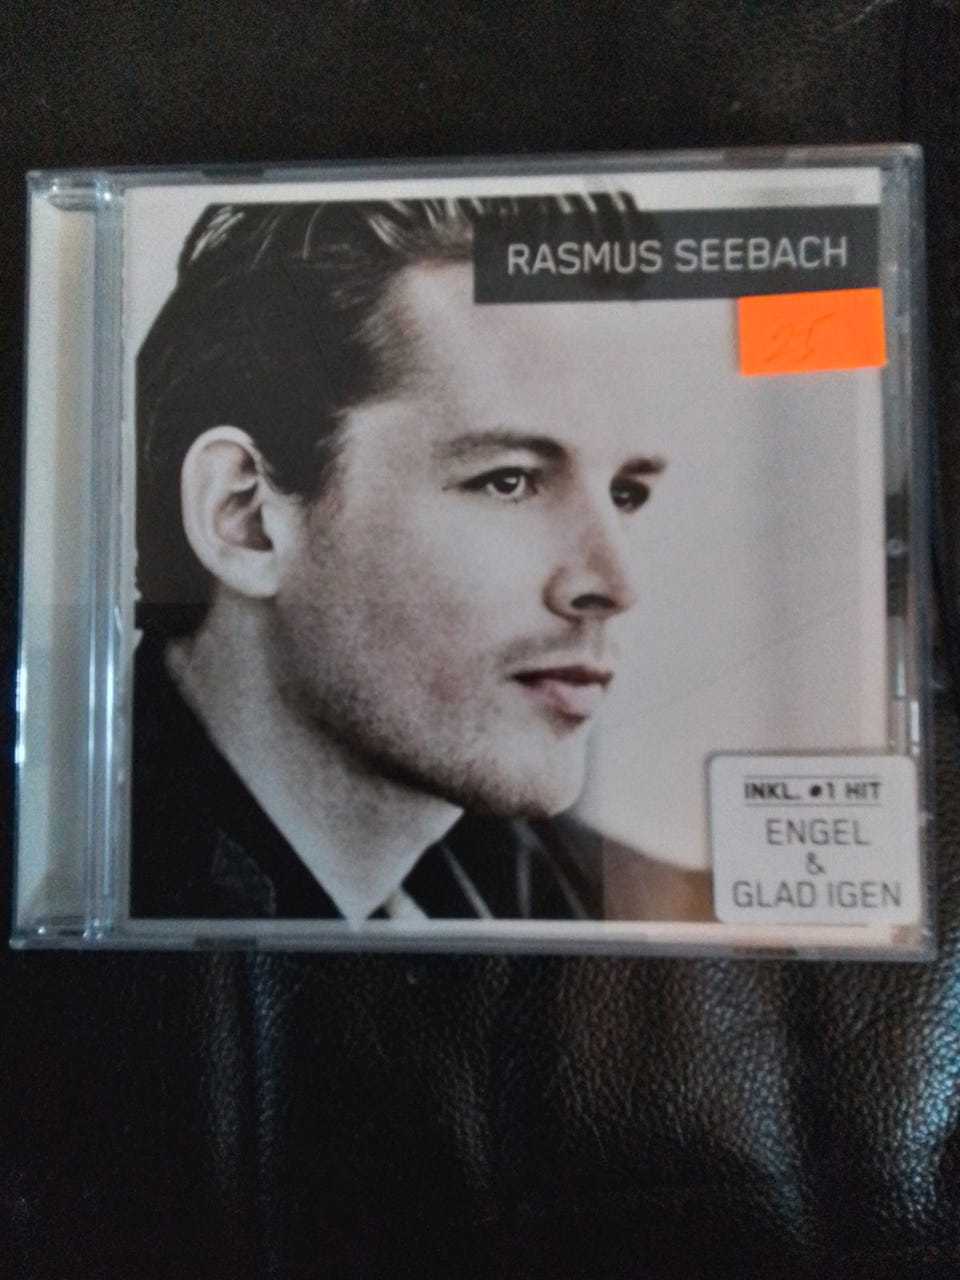 RASMUS SEEBACH
25
INKL. #1 HIT
ENGEL
&
GLAD IGEN